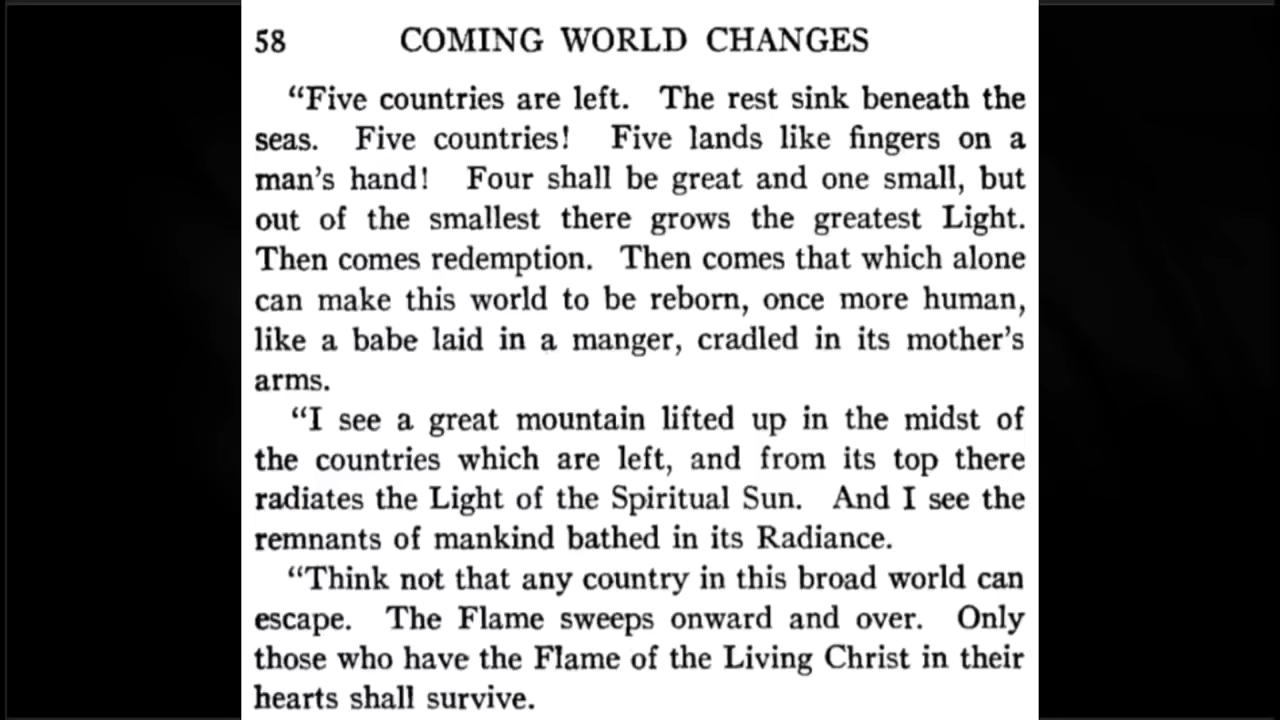 58 COMING WORLD CHANGES
“Five countries are left. The rest sink beneath the
seas. Five countries! Five lands like fingers on a
man’s hand! Four shall be great and one small, but
out of the smallest there grows the greatest Light.
Then comes redemption. Then comes that which alone
can make this world to be reborn, once more human,
like a babe laid in a manger, cradled in its mother’s
arms.
“I see a great mountain lifted up in the midst of
the countries which are left, and from its top there
radiates the Light of the Spiritual Sun. And I see the
remnants of mankind bathed in its Radiance.
“Think not that any country in this broad world can
escape. The Flame sweeps onward and over. Only
those who have the Flame of the Living Christ in their
hearts shall survive.